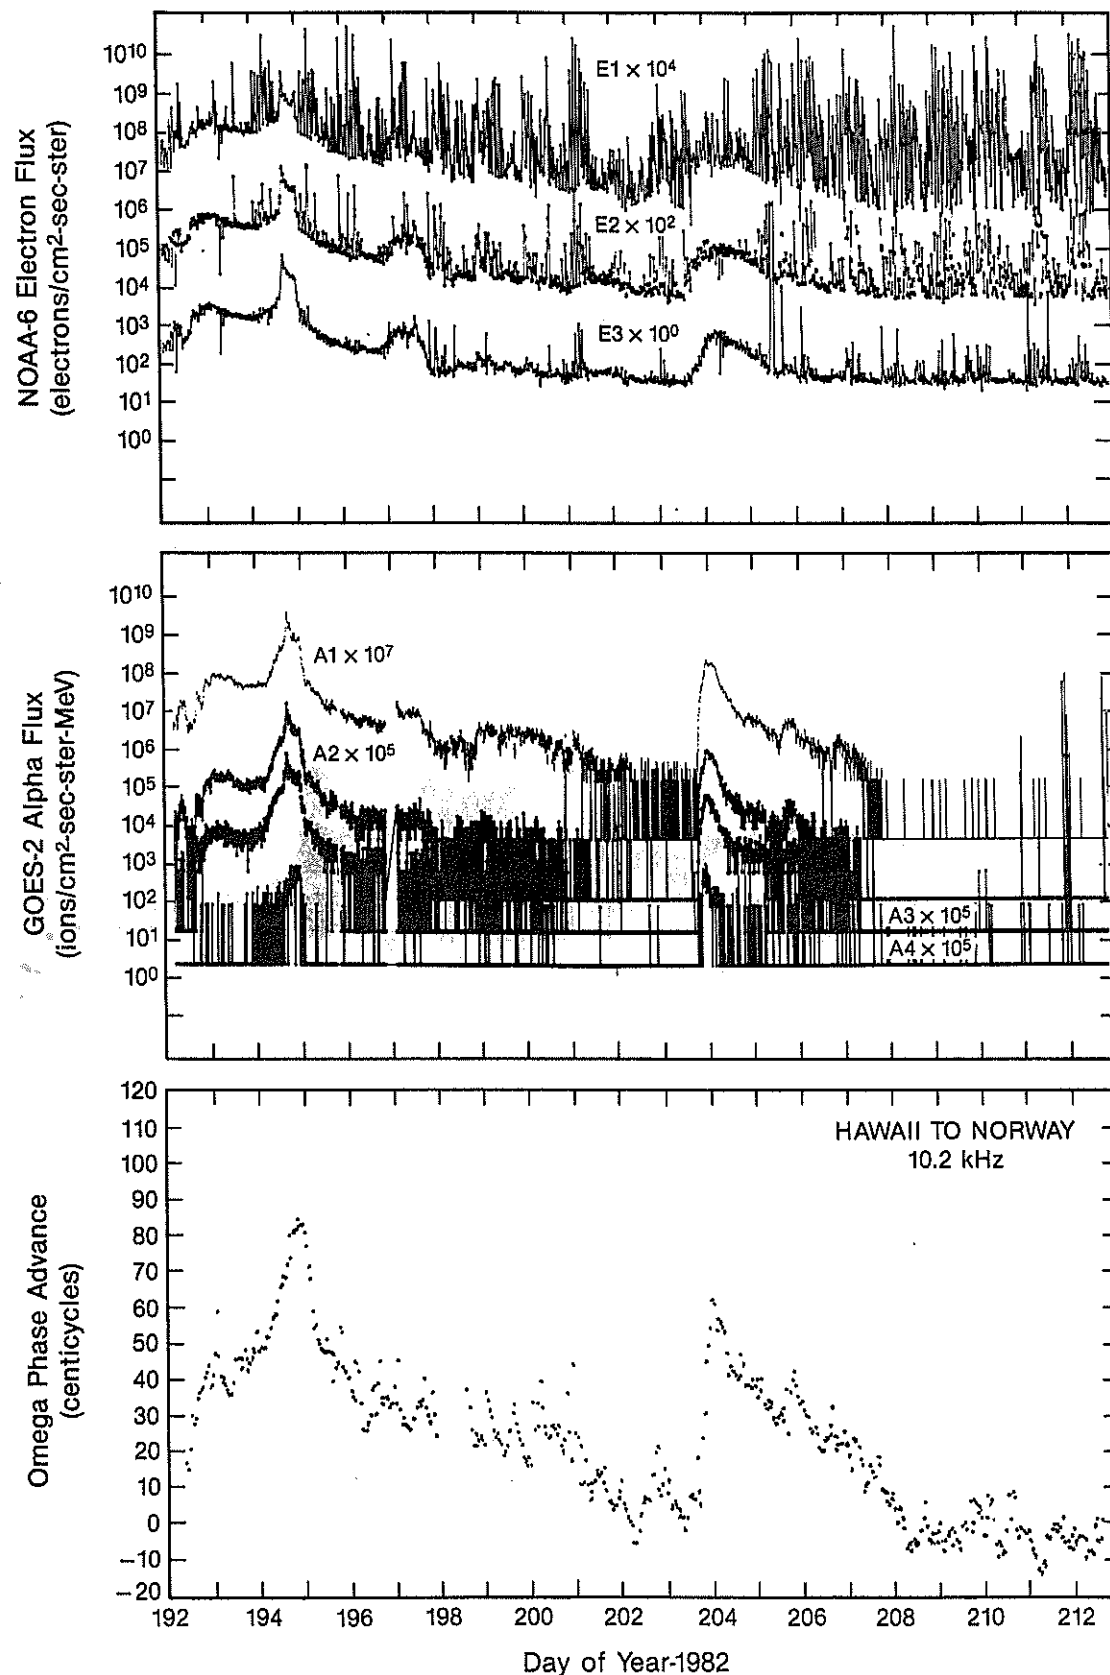 NOAA-6 Electron Flux
(electrons/cm²-sec-ster)
10¹⁰
10⁹
10⁸
10⁷
10⁶
10⁵
10⁴
10³
10²
10¹
10⁰
E1 × 10⁴
E2 × 10²
E3 × 10⁰
GOES-2 Alpha Flux
(ions/cm²-sec-ster-MeV)
10¹⁰
10⁹
10⁸
10⁷
10⁶
10⁵
10⁴
10³
10²
10¹
10⁰
A1 × 10⁷
A2 × 10⁵
A3 × 10⁵
A4 × 10⁵
Omega Phase Advance
(centicycles)
120
110
100
90
80
70
60
50
40
30
20
10
0
−10
−20
HAWAII TO NORWAY
10.2 kHz
192 194 196 198 200 202 204 206 208 210 212
Day of Year-1982